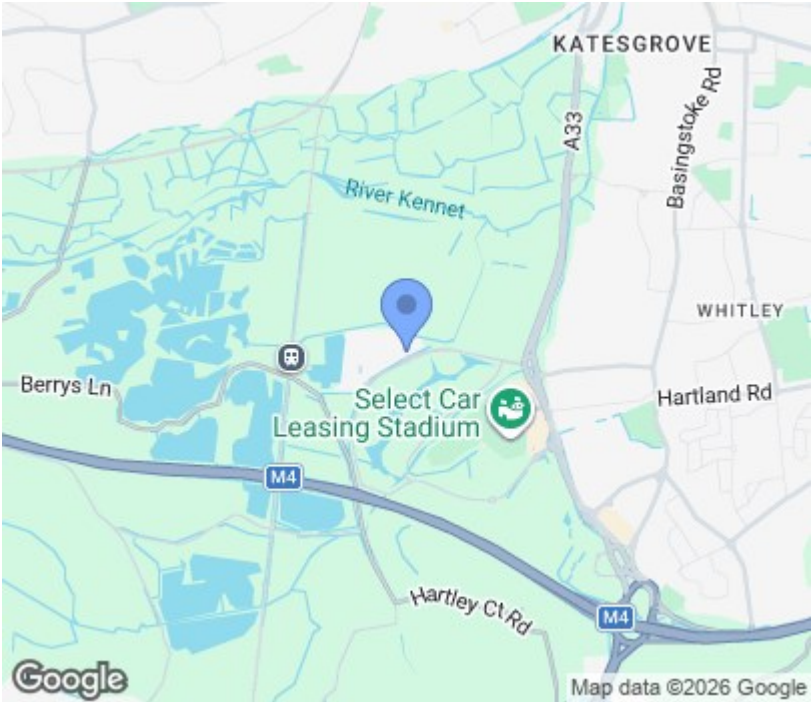 KATESGROVE
A33
Basingstoke Rd
River Kennet
WHITLEY
Berrys Ln
Select Car
Leasing Stadium
Hartland Rd
M4
Hartley Ct Rd
M4
Google
Map data ©2026 Google